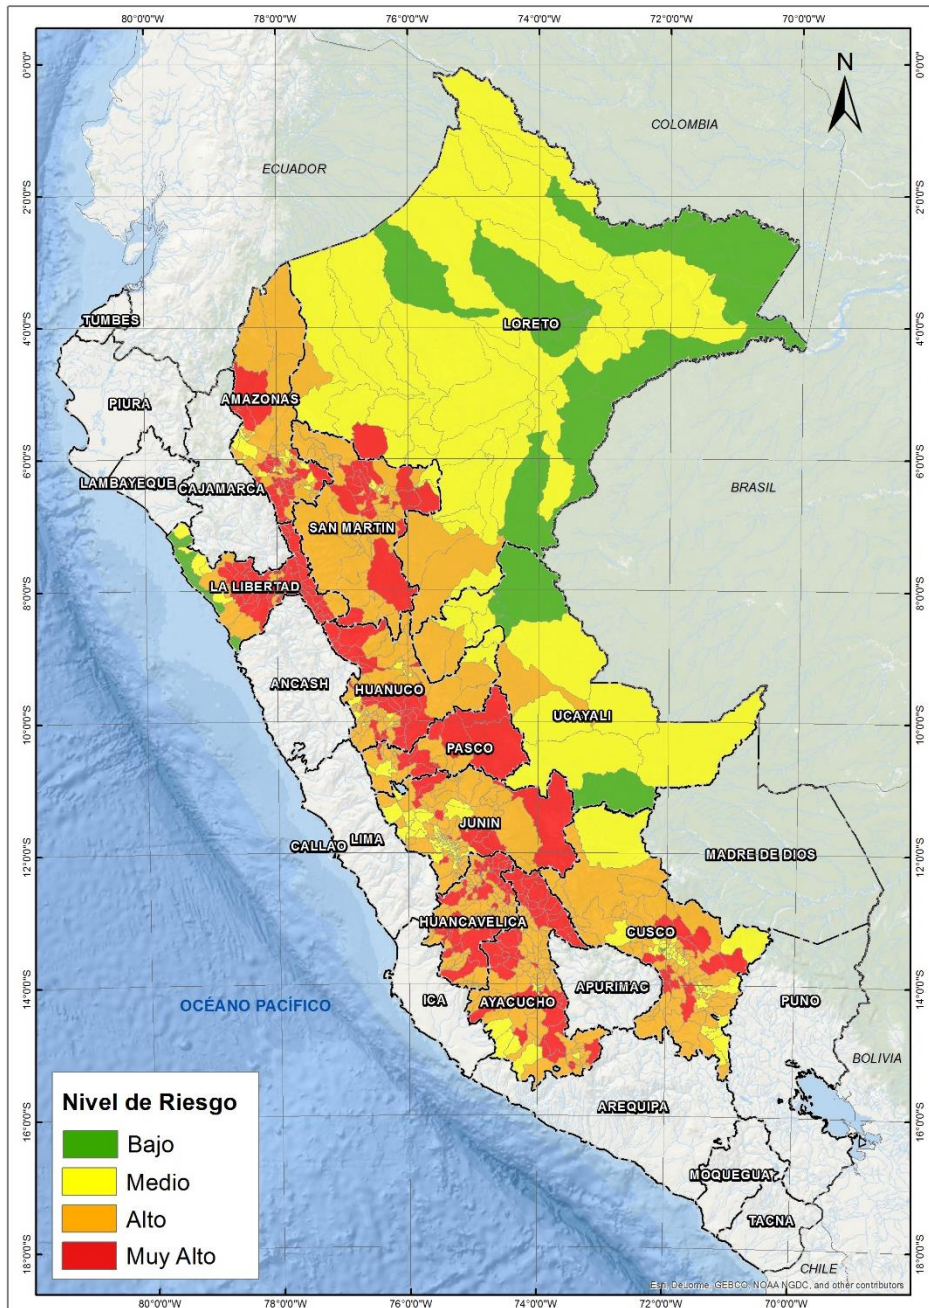 80°0'0"W 78°0'0"W 76°0'0"W 74°0'0"W 72°0'0"W 70°0'0"W
0°0'0"
2°0'0"S
4°0'0"S
6°0'0"S
8°0'0"S
10°0'0"S
12°0'0"S
14°0'0"S
16°0'0"S
18°0'0"S
N
COLOMBIA
ECUADOR
TUMBES
LORETO
PIURA
AMAZONAS
LAMBAYEQUE
CAJAMARCA
BRASIL
SAN MARTIN
LA LIBERTAD
ANCASH
HUANUCO
UCAYALI
PASCO
JUNIN
LIMA
CALLAO
MADRE DE DIOS
HUANCAVELICA
CUSCO
APURIMAC
ICA
AYACUCHO
PUNO
OCÉANO PACÍFICO
BOLIVIA
AREQUIPA
MOQUEGUA
TACNA
CHILE
Nivel de Riesgo
Bajo
Medio
Alto
Muy Alto
Esri, DeLorme, GEBCO, NOAA NGDC, and other contributors
0°0'0"
2°0'0"S
4°0'0"S
6°0'0"S
8°0'0"S
10°0'0"S
12°0'0"S
14°0'0"S
16°0'0"S
18°0'0"S
80°0'0"W 78°0'0"W 76°0'0"W 74°0'0"W 72°0'0"W 70°0'0"W